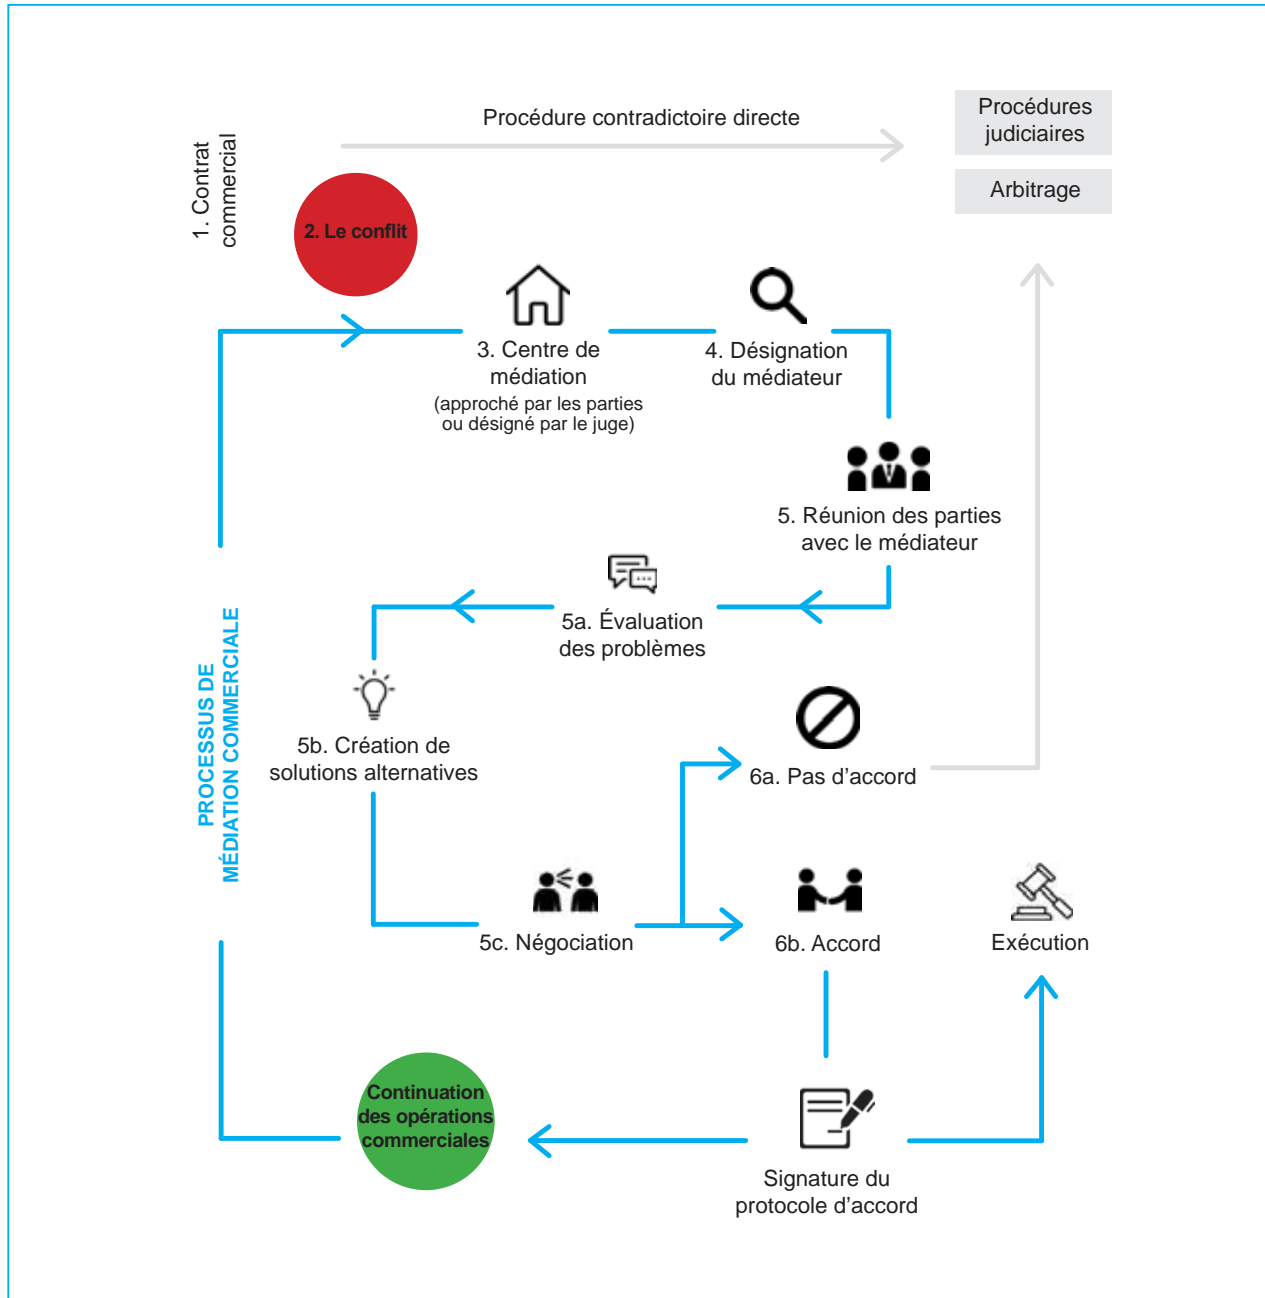 Procédure contradictoire directe
Procédures
judiciaires
Arbitrage
1. Contrat
commercial
2. Le conflit
3. Centre de
médiation
(approché par les parties
ou désigné par le juge)
4. Désignation
du médiateur
5. Réunion des parties
avec le médiateur
5a. Évaluation
des problèmes
5b. Création de
solutions alternatives
PROCESSUS DE
MÉDIATION COMMERCIALE
6a. Pas d’accord
5c. Négociation
6b. Accord
Exécution
Continuation
des opérations
commerciales
Signature du
protocole d’accord